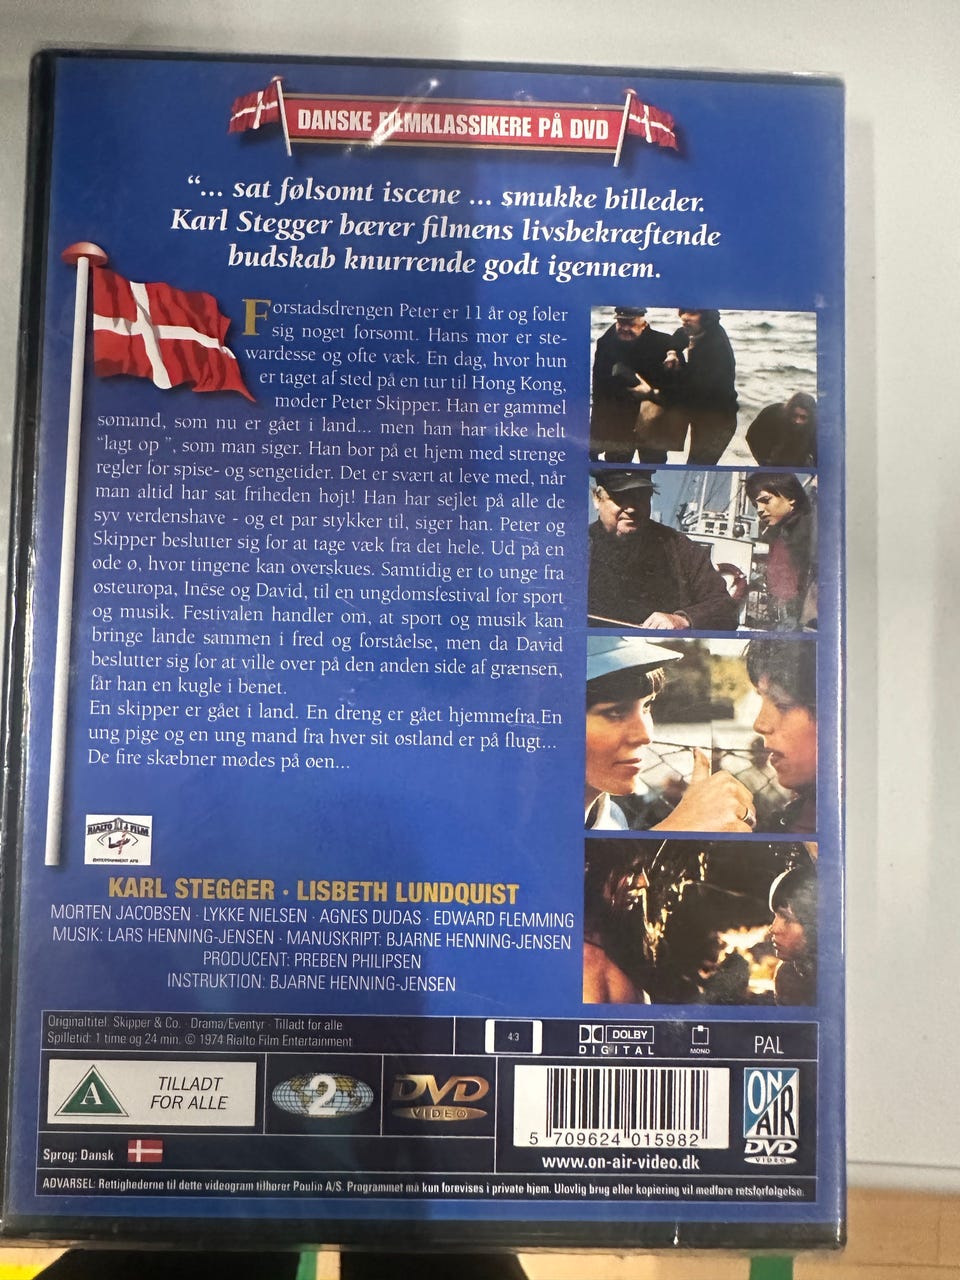 DANSKE FILMKLASSIKERE PÅ DVD
“... sat følsomt iscene ... smukke billeder.
Karl Stegger bærer filmens livsbekræftende
budskab knurrende godt igennem.
Forstadsdrengen Peter er 11 år og føler
sig noget forsømt. Hans mor er ste-
wardesse og ofte væk. En dag, hvor hun
er taget af sted på en tur til Hong Kong,
møder Peter Skipper. Han er gammel
sømand, som nu er gået i land... men han har ikke helt
“lagt op ”, som man siger. Han bor på et hjem med strenge
regler for spise- og sengetider. Det er svært at leve med, når
man altid har sat friheden højt! Han har sejlet på alle de
syv verdenshave - og et par stykker til, siger han. Peter og
Skipper beslutter sig for at tage væk fra det hele. Ud på en
øde ø, hvor tingene kan overskues. Samtidig er to unge fra
østeuropa, Inëse og David, til en ungdomsfestival for sport
og musik. Festivalen handler om, at sport og musik kan
bringe lande sammen i fred og forståelse, men da David
beslutter sig for at ville over på den anden side af grænsen,
får han en kugle i benet.
En skipper er gået i land. En dreng er gået hjemmefra.En
ung pige og en ung mand fra hver sit østland er på flugt...
De fire skæbner mødes på øen...
RIALTO FILM
ENTERTAINMENT APS
KARL STEGGER · LISBETH LUNDQUIST
MORTEN JACOBSEN · LYKKE NIELSEN · AGNES DUDAS · EDWARD FLEMMING
MUSIK: LARS HENNING-JENSEN · MANUSKRIPT: BJARNE HENNING-JENSEN
PRODUCENT: PREBEN PHILIPSEN
INSTRUKTION: BJARNE HENNING-JENSEN
Originaltitel: Skipper & Co. · Drama/Eventyr · Tilladt for alle
Spilletid: 1 time og 24 min. © 1974 Rialto Film Entertainment
4:3
DOLBY
DIGITAL
MONO
PAL
A
TILLADT
FOR ALLE
2
DVD
VIDEO
5 709624 015982
www.on-air-video.dk
ON
AIR
DVD
VIDEO
Sprog: Dansk
ADVARSEL: Rettighederne til dette videogram tilhører Poulin A/S. Programmet må kun forevises i private hjem. Ulovlig brug eller kopiering vil medføre retsforfølgelse.